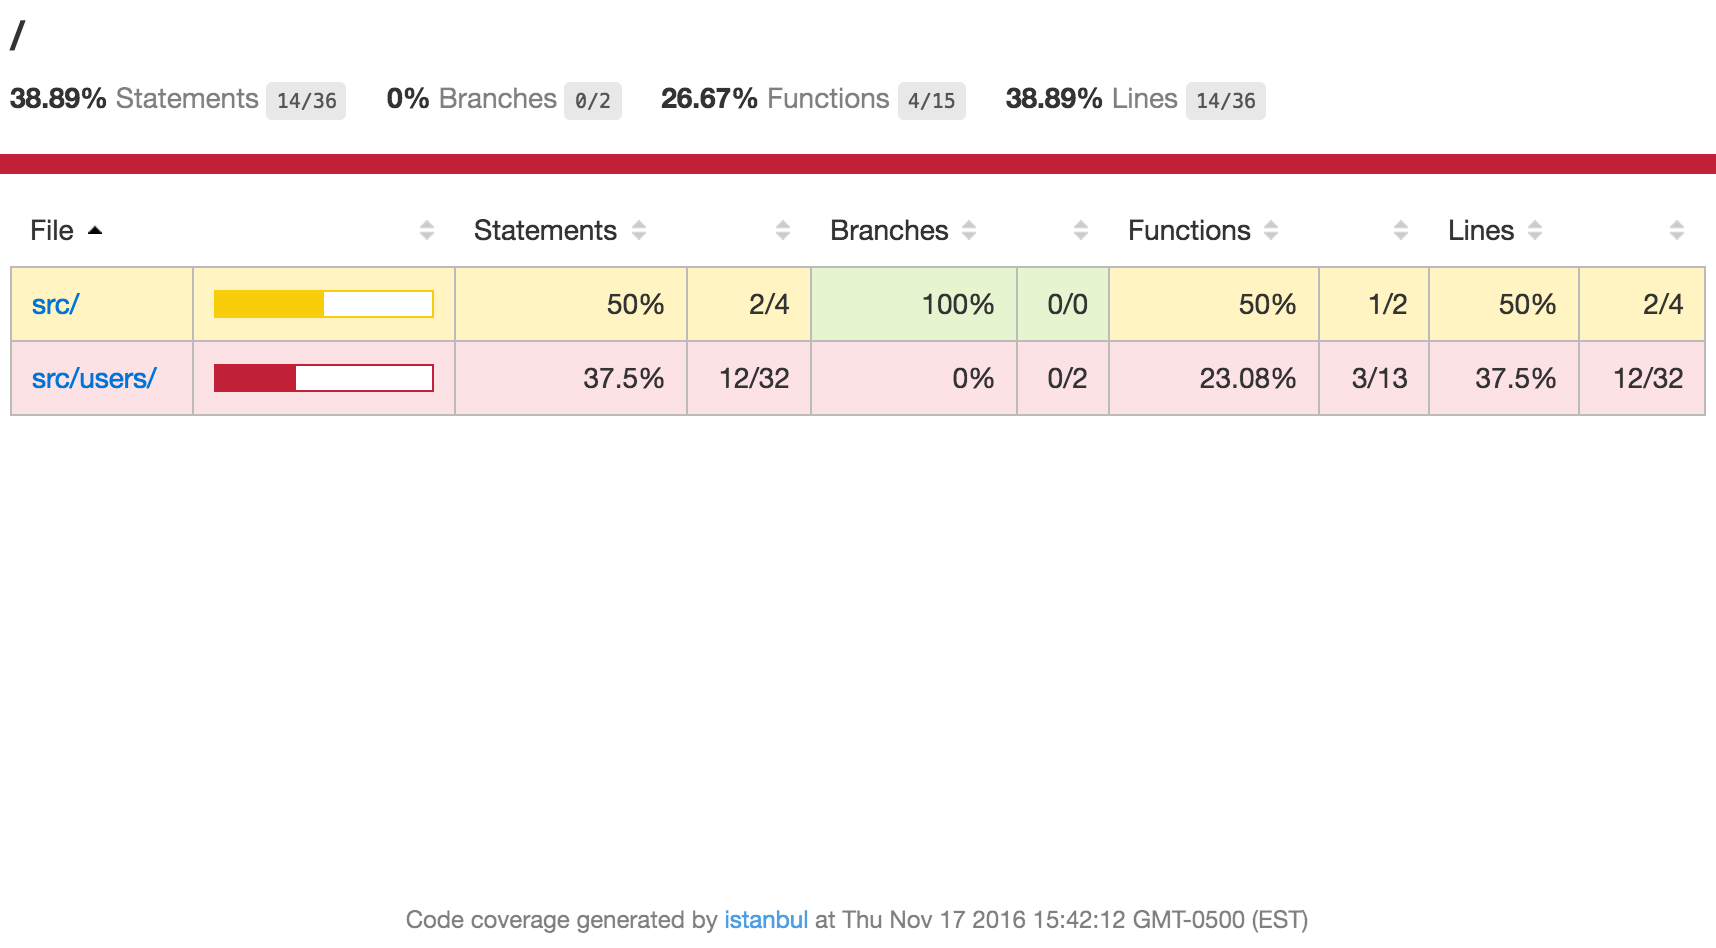 /
38.89% Statements 14/36 0% Branches 0/2 26.67% Functions 4/15 38.89% Lines 14/36
File Statements Branches Functions Lines
src/ 50% 2/4 100% 0/0 50% 1/2 50% 2/4
src/users/ 37.5% 12/32 0% 0/2 23.08% 3/13 37.5% 12/32
Code coverage generated by istanbul at Thu Nov 17 2016 15:42:12 GMT-0500 (EST)